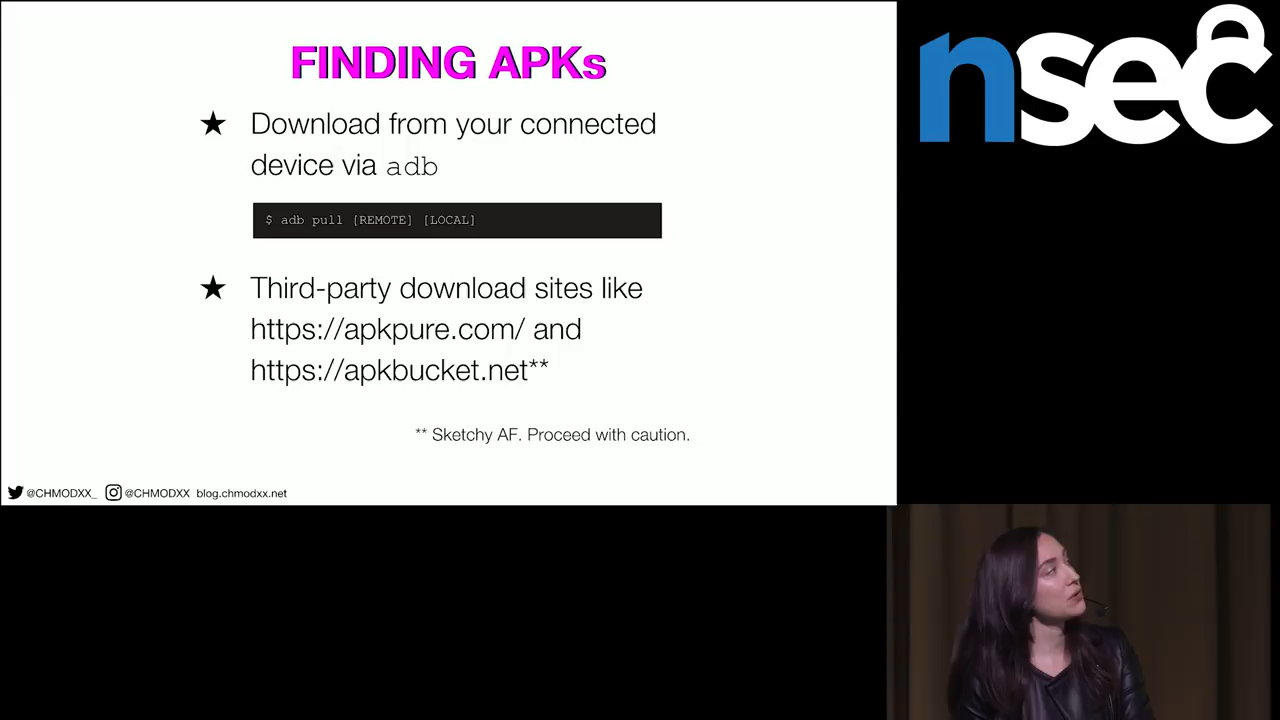 FINDING APKs
★ Download from your connected
device via adb
$ adb pull [REMOTE] [LOCAL]
★ Third-party download sites like
https://apkpure.com/ and
https://apkbucket.net**
** Sketchy AF. Proceed with caution.
@CHMODXX_ @CHMODXX blog.chmodxx.net
nsec